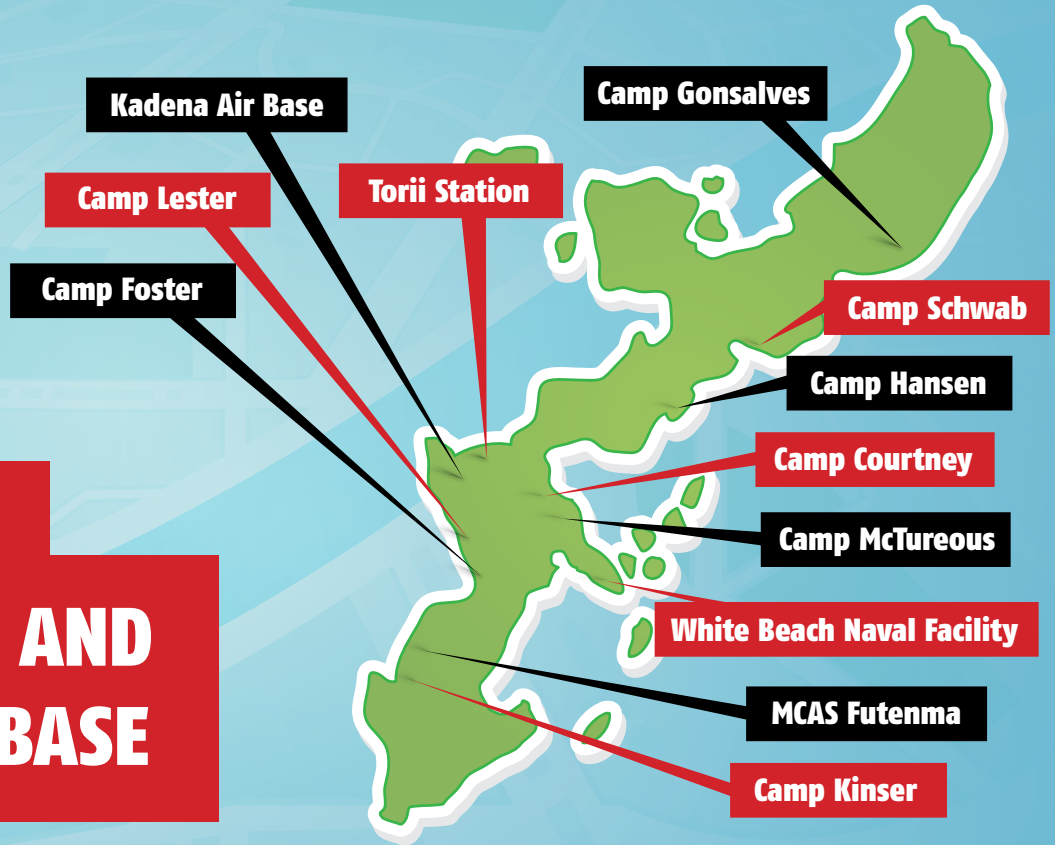 Kadena Air Base
Camp Gonsalves
Camp Lester
Torii Station
Camp Foster
Camp Schwab
Camp Hansen
Camp Courtney
Camp McTureous
White Beach Naval Facility
MCAS Futenma
Camp Kinser
AND
BASE